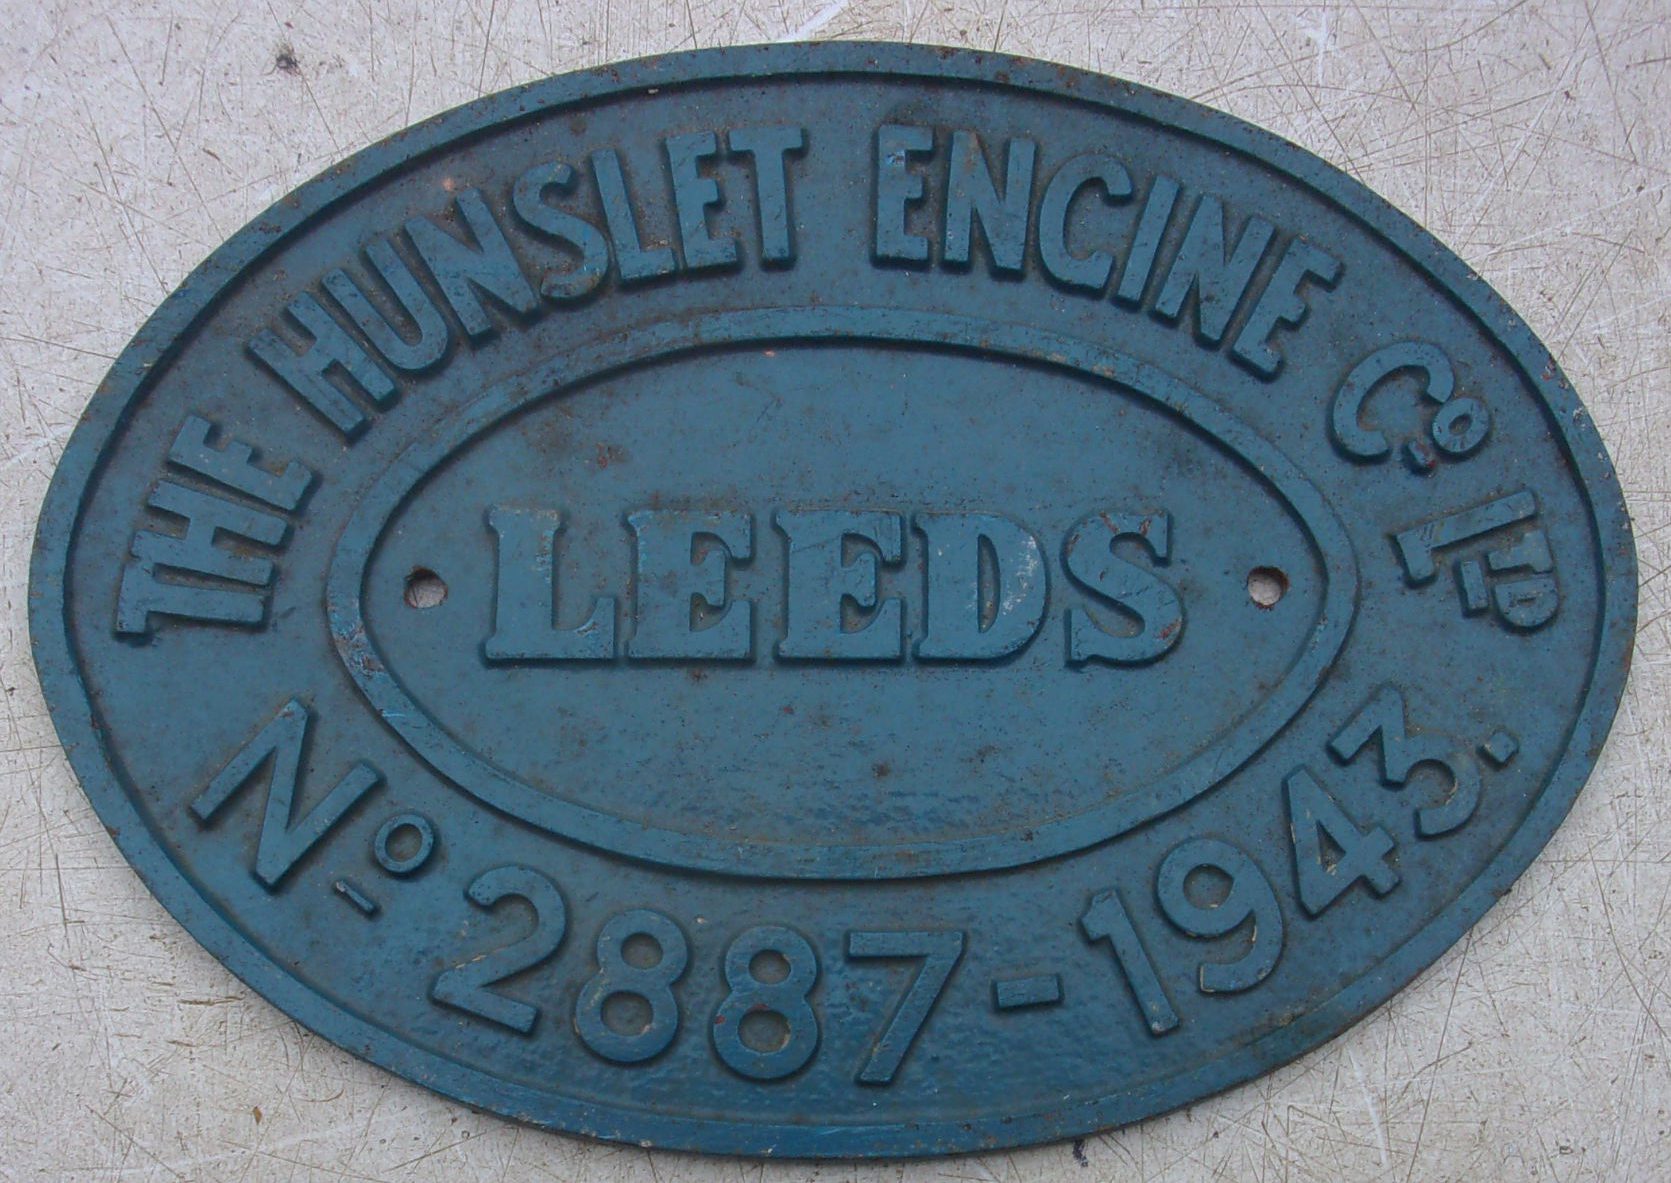 THE HUNSLET ENGINE Cº. LTD
LEEDS
Nº 2887-1943.